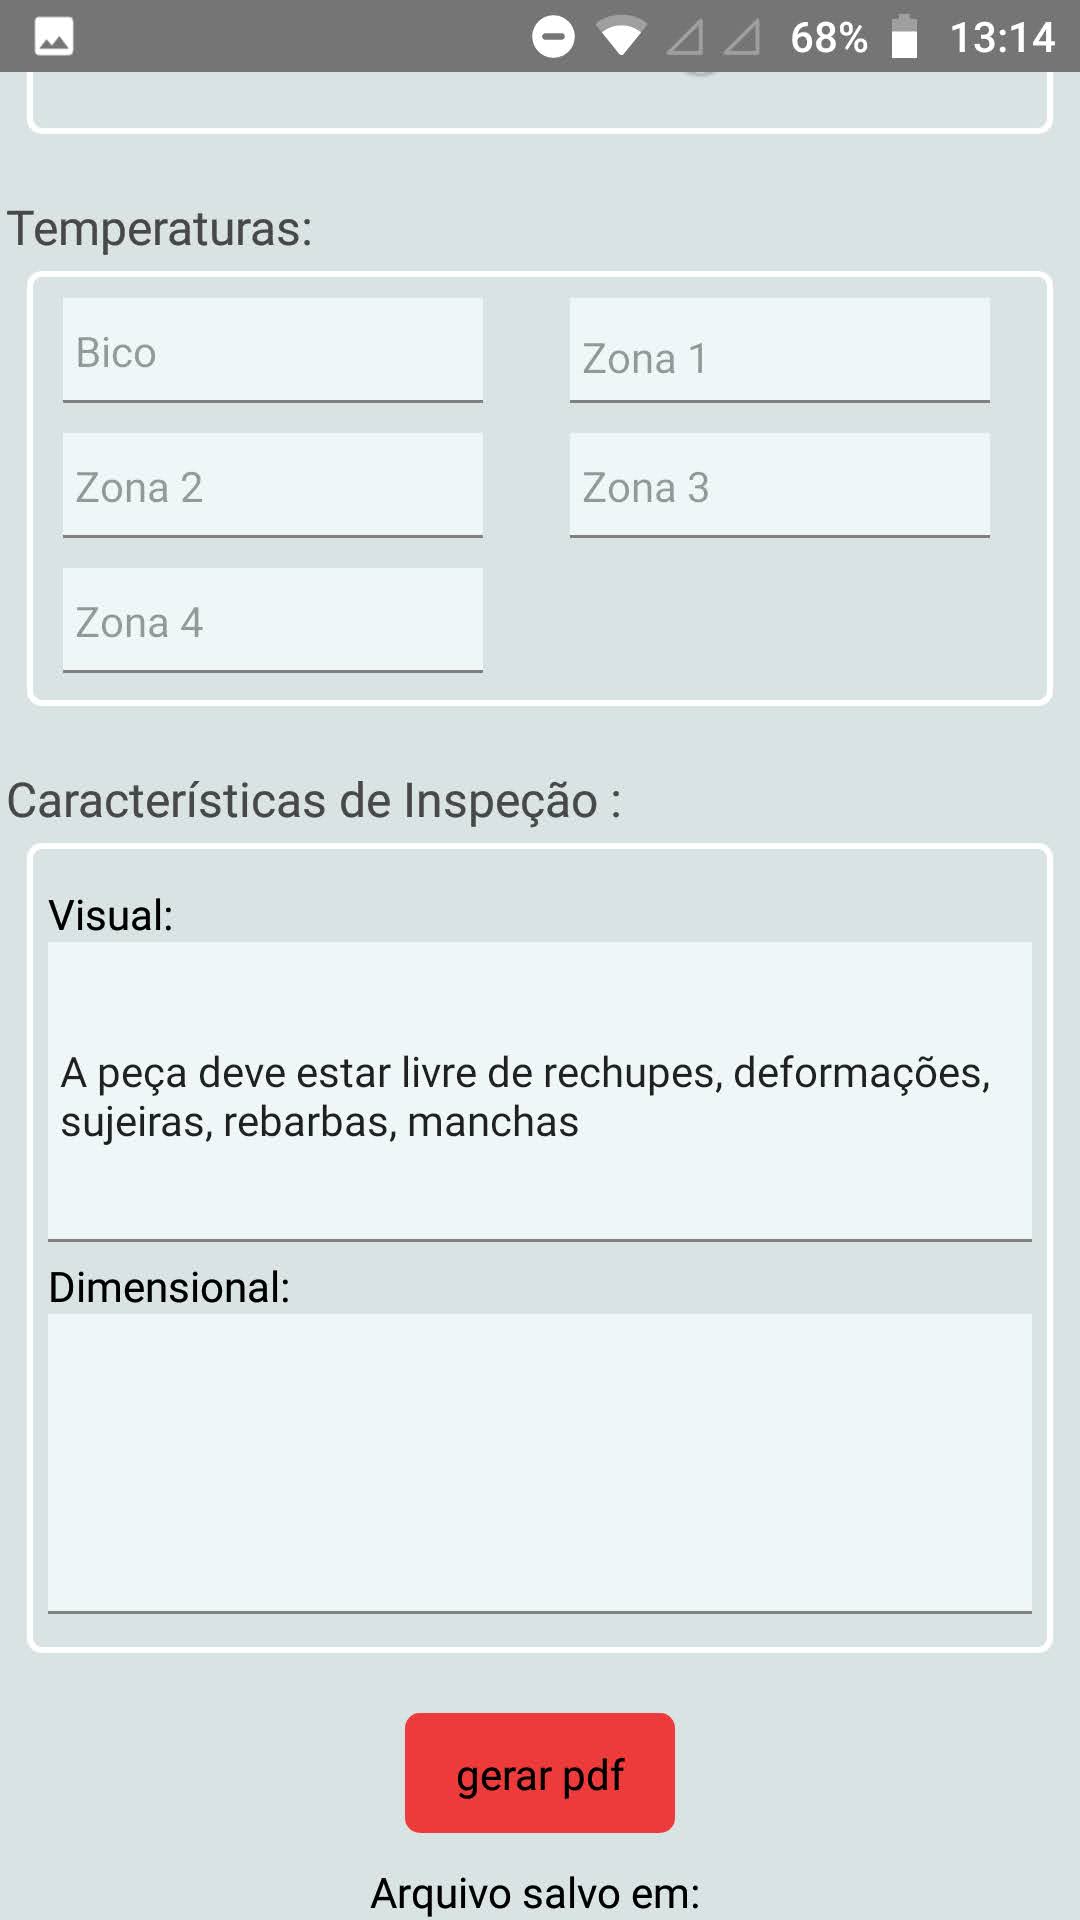 68% 13:14
Temperaturas:
Bico Zona 1
Zona 2 Zona 3
Zona 4
Características de Inspeção :
Visual:
A peça deve estar livre de rechupes, deformações,
sujeiras, rebarbas, manchas
Dimensional:
gerar pdf
Arquivo salvo em: